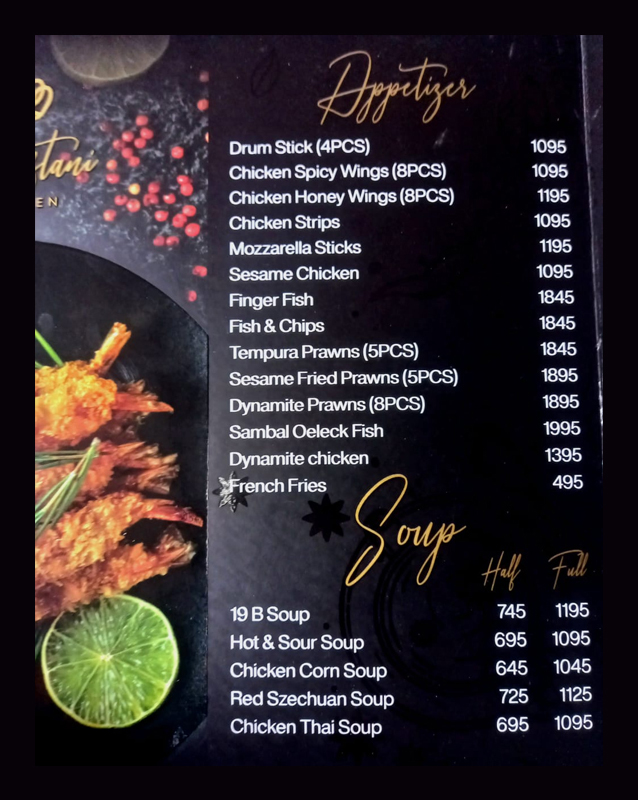 Appetizer
Drum Stick (4PCS) 1095
Chicken Spicy Wings (8PCS) 1095
Chicken Honey Wings (8PCS) 1195
Chicken Strips 1095
Mozzarella Sticks 1195
Sesame Chicken 1095
Finger Fish 1845
Fish & Chips 1845
Tempura Prawns (5PCS) 1845
Sesame Fried Prawns (5PCS) 1895
Dynamite Prawns (8PCS) 1895
Sambal Oeleck Fish 1995
Dynamite chicken 1395
French Fries 495
Soup
Half Full
19 B Soup 745 1195
Hot & Sour Soup 695 1095
Chicken Corn Soup 645 1045
Red Szechuan Soup 725 1125
Chicken Thai Soup 695 1095